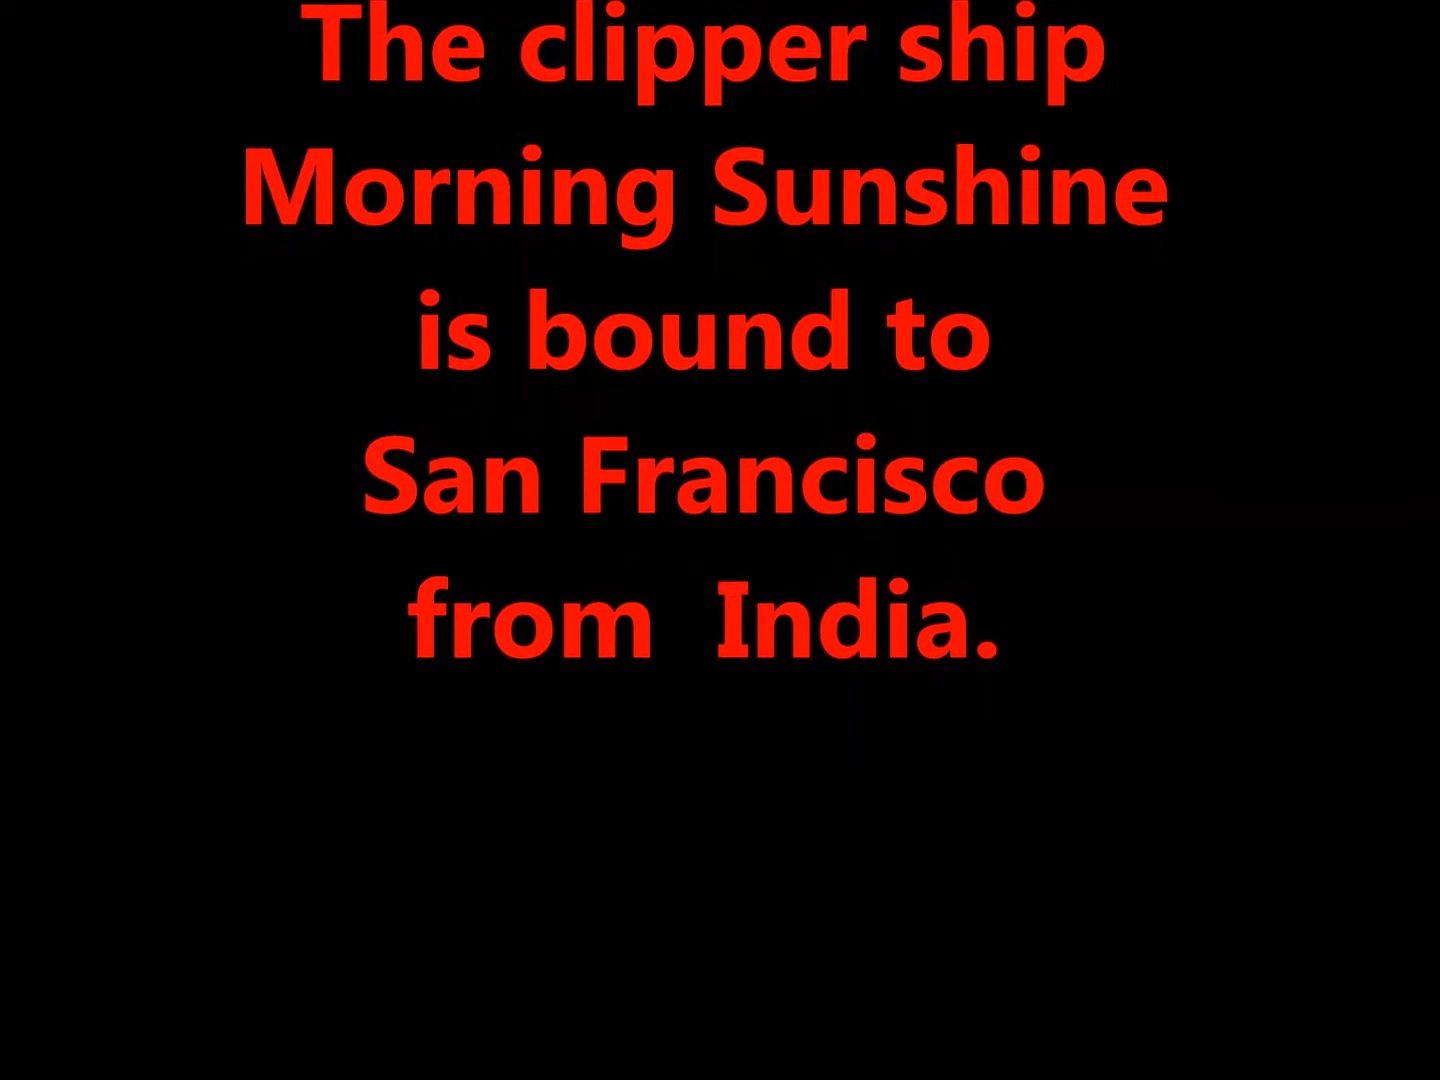 The clipper ship
Morning Sunshine
is bound to
San Francisco
from  India.